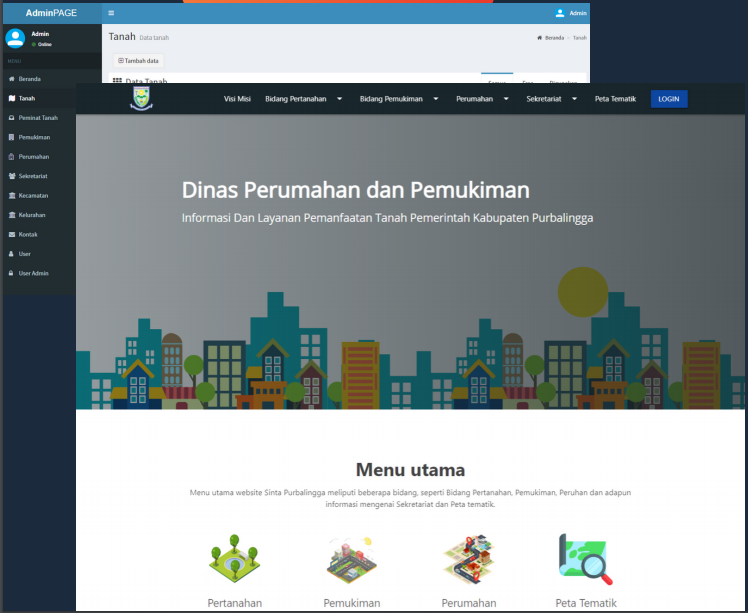 AdminPAGE
Admin
Admin
Online
MENU
Beranda
Tanah
Peminat Tanah
Pemukiman
Perumahan
Sekretariat
Kecamatan
Kelurahan
Kontak
User
User Admin
Tanah Data tanah
Beranda > Tanah
Tambah data
Data Tanah
Visi Misi Bidang Pertanahan Bidang Pemukiman Perumahan Sekretariat Peta Tematik LOGIN
Dinas Perumahan dan Pemukiman
Informasi Dan Layanan Pemanfaatan Tanah Pemerintah Kabupaten Purbalingga
Menu utama
Menu utama website Sinta Purbalingga meliputi beberapa bidang, seperti Bidang Pertanahan, Pemukiman, Peruhan dan adapun
informasi mengenai Sekretariat dan Peta tematik.
Pertanahan Pemukiman Perumahan Peta Tematik